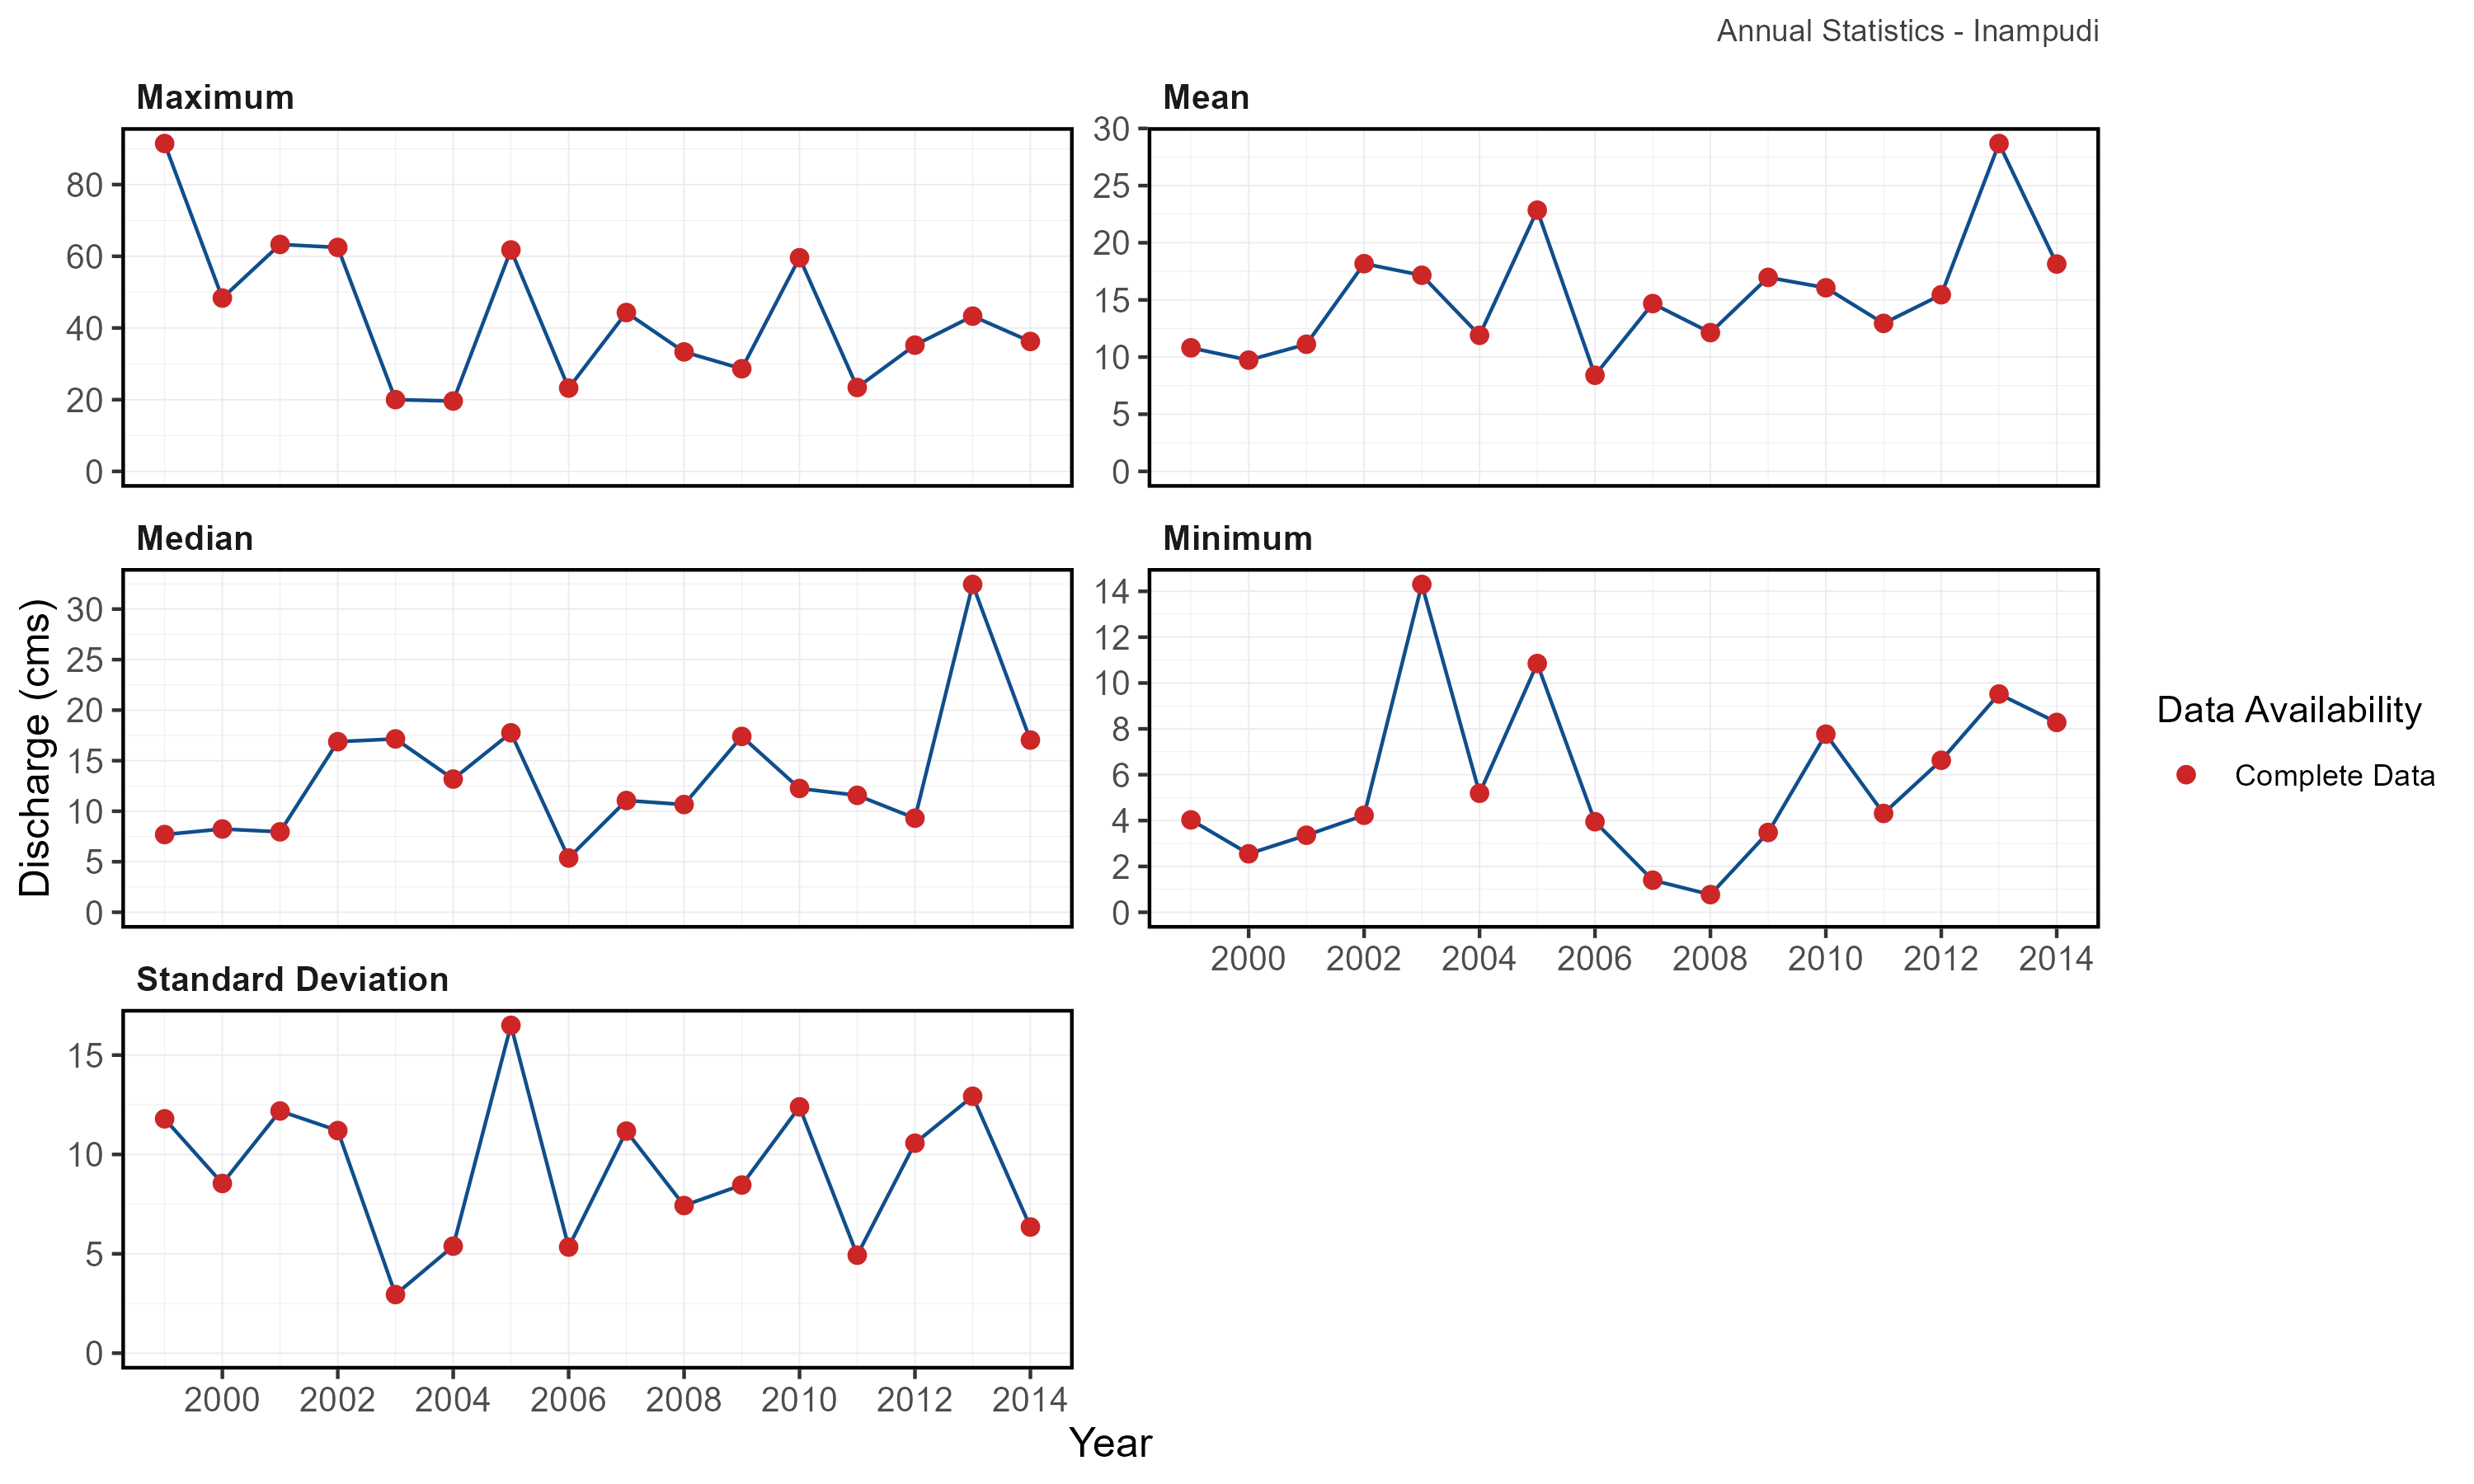 Annual Statistics - Inampudi
Maximum
80
60
40
20
0
Mean
30
25
20
15
10
5
0
Median
30
25
20
15
10
5
0
Minimum
14
12
10
8
6
4
2
0
2000 2002 2004 2006 2008 2010 2012 2014
Standard Deviation
15
10
5
0
2000 2002 2004 2006 2008 2010 2012 2014
Discharge (cms)
Year
Data Availability
Complete Data